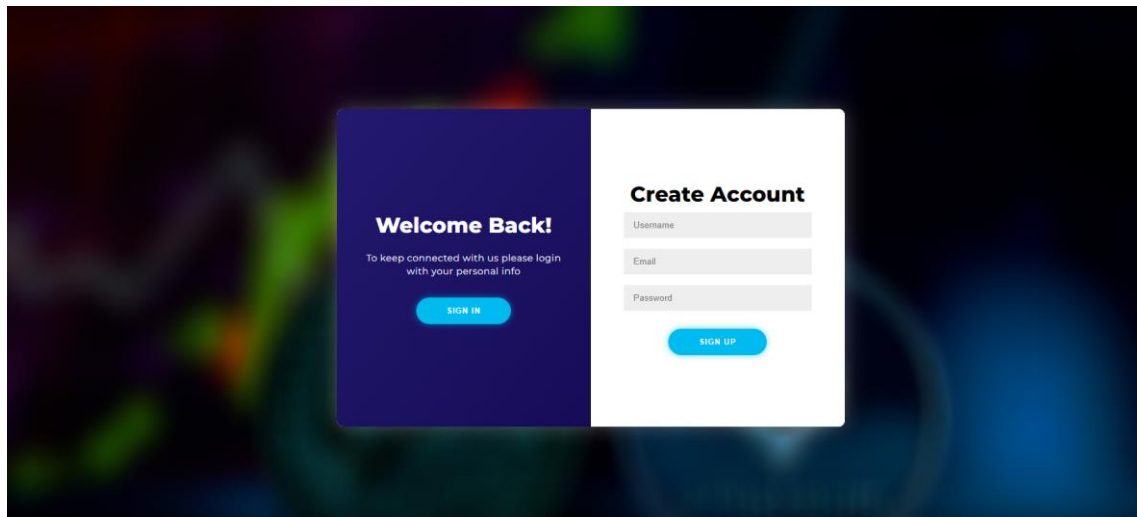 Welcome Back!
To keep connected with us please login
with your personal info
SIGN IN
Create Account
Username
Email
Password
SIGN UP